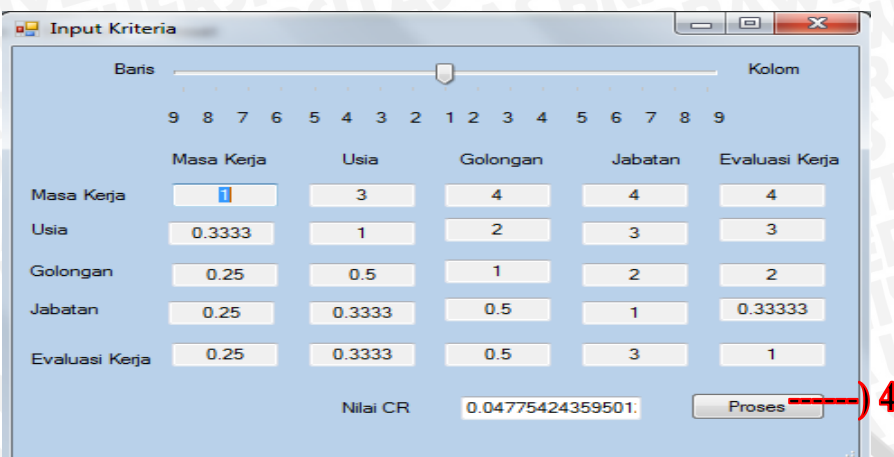 Input Kriteria
Baris Kolom
9 8 7 6 5 4 3 2 1 2 3 4 5 6 7 8 9
Masa Kerja Usia Golongan Jabatan Evaluasi Kerja
Masa Kerja 1 3 4 4 4
Usia 0.3333 1 2 3 3
Golongan 0.25 0.5 1 2 2
Jabatan 0.25 0.3333 0.5 1 0.33333
Evaluasi Kerja 0.25 0.3333 0.5 3 1
Nilai CR 0.04775424359501: Proses ------) 4